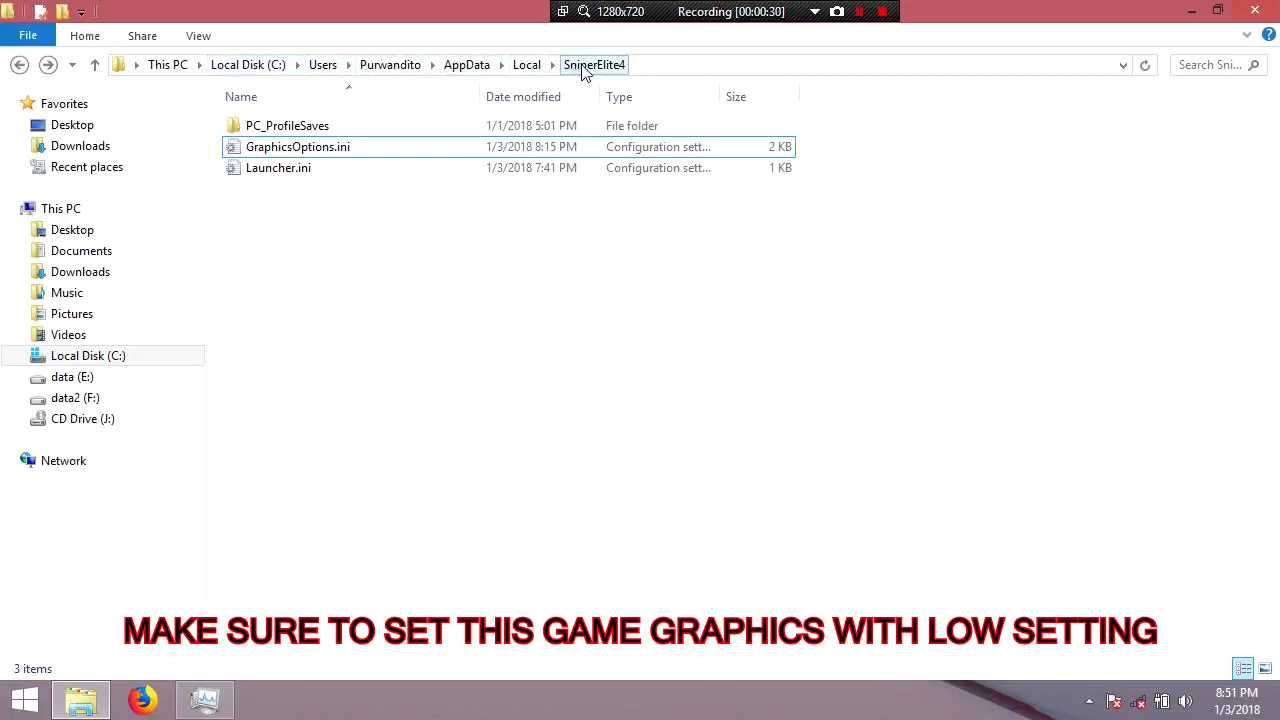 1280x720
Recording [00:00:30]
File
Home
Share
View
This PC
Local Disk (C:)
Users
Purwandito
AppData
Local
SniperElite4
Search Sni...
Favorites
Desktop
Downloads
Recent places
This PC
Desktop
Documents
Downloads
Music
Pictures
Videos
Local Disk (C:)
data (E:)
data2 (F:)
CD Drive (J:)
Network
Name
Date modified
Type
Size
PC_ProfileSaves
1/1/2018 5:01 PM
File folder
GraphicsOptions.ini
1/3/2018 8:15 PM
Configuration sett...
2 KB
Launcher.ini
1/3/2018 7:41 PM
Configuration sett...
1 KB
MAKE SURE TO SET THIS GAME GRAPHICS WITH LOW SETTING
3 items
8:51 PM
1/3/2018